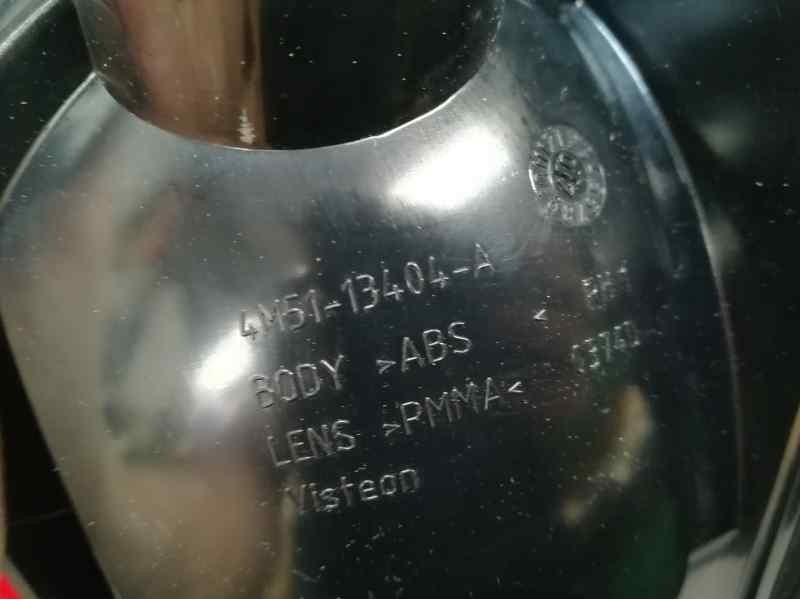 4M51-13404-A
BODY >ABS <
LENS >PMMA<
Visteon